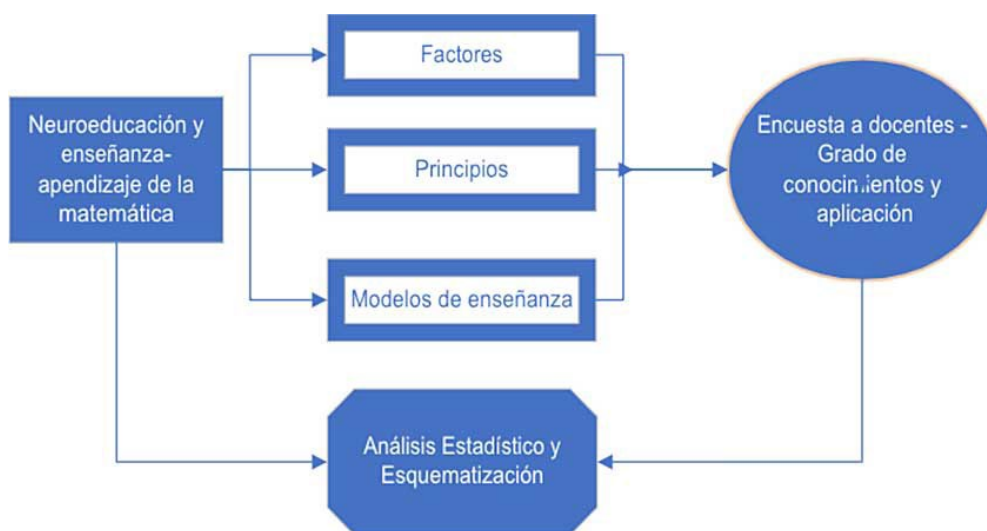 Factores
Neuroeducación y
enseñanza-
apendizaje de la
matemática
Principios
Modelos de enseñanza
Encuesta a docentes -
Grado de
conocimientos y
aplicación
Análisis Estadístico y
Esquematización